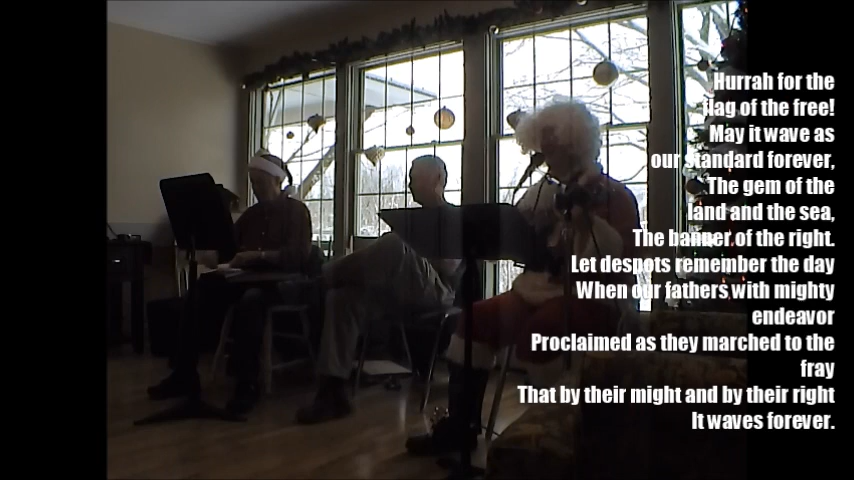 Hurrah for the
flag of the free!
May it wave as
our standard forever,
The gem of the
land and the sea,
The banner of the right.
Let despots remember the day
When our fathers with mighty
endeavor
Proclaimed as they marched to the
fray
That by their might and by their right
It waves forever.